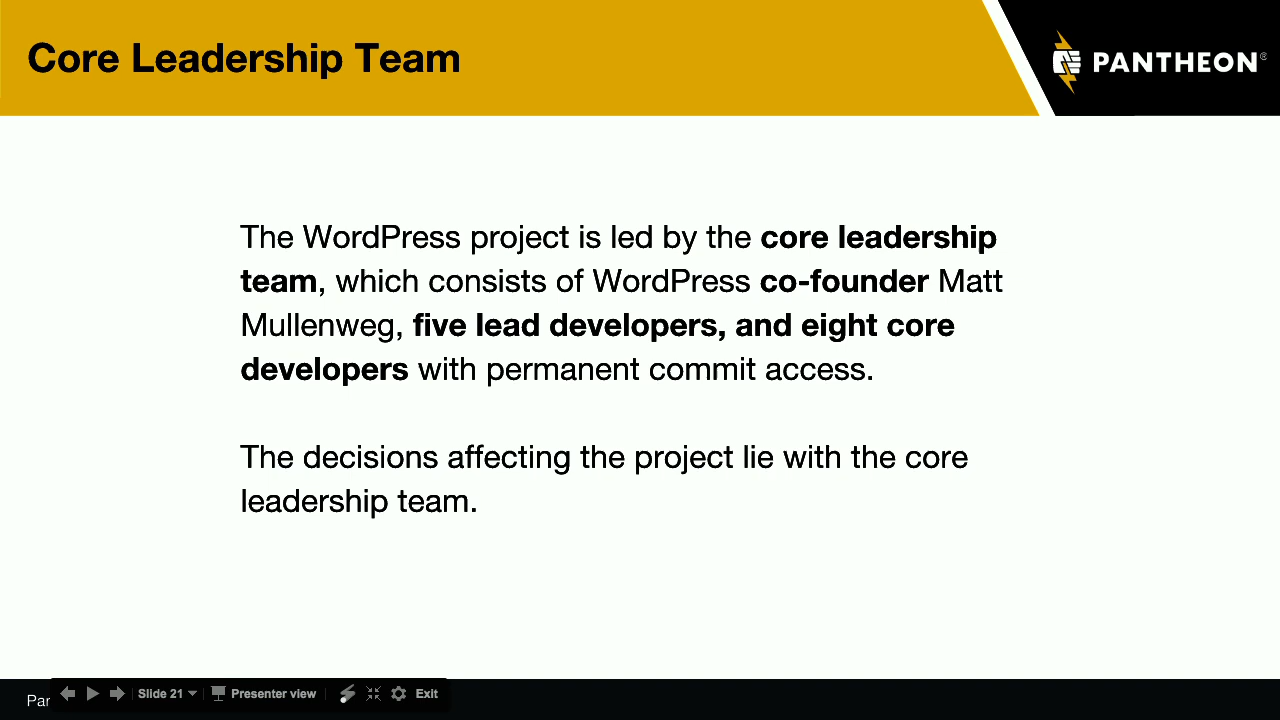 Core Leadership Team
PANTHEON®
The WordPress project is led by the core leadership
team, which consists of WordPress co-founder Matt
Mullenweg, five lead developers, and eight core
developers with permanent commit access.
The decisions affecting the project lie with the core
leadership team.
Par
Slide 21
Presenter view
Exit